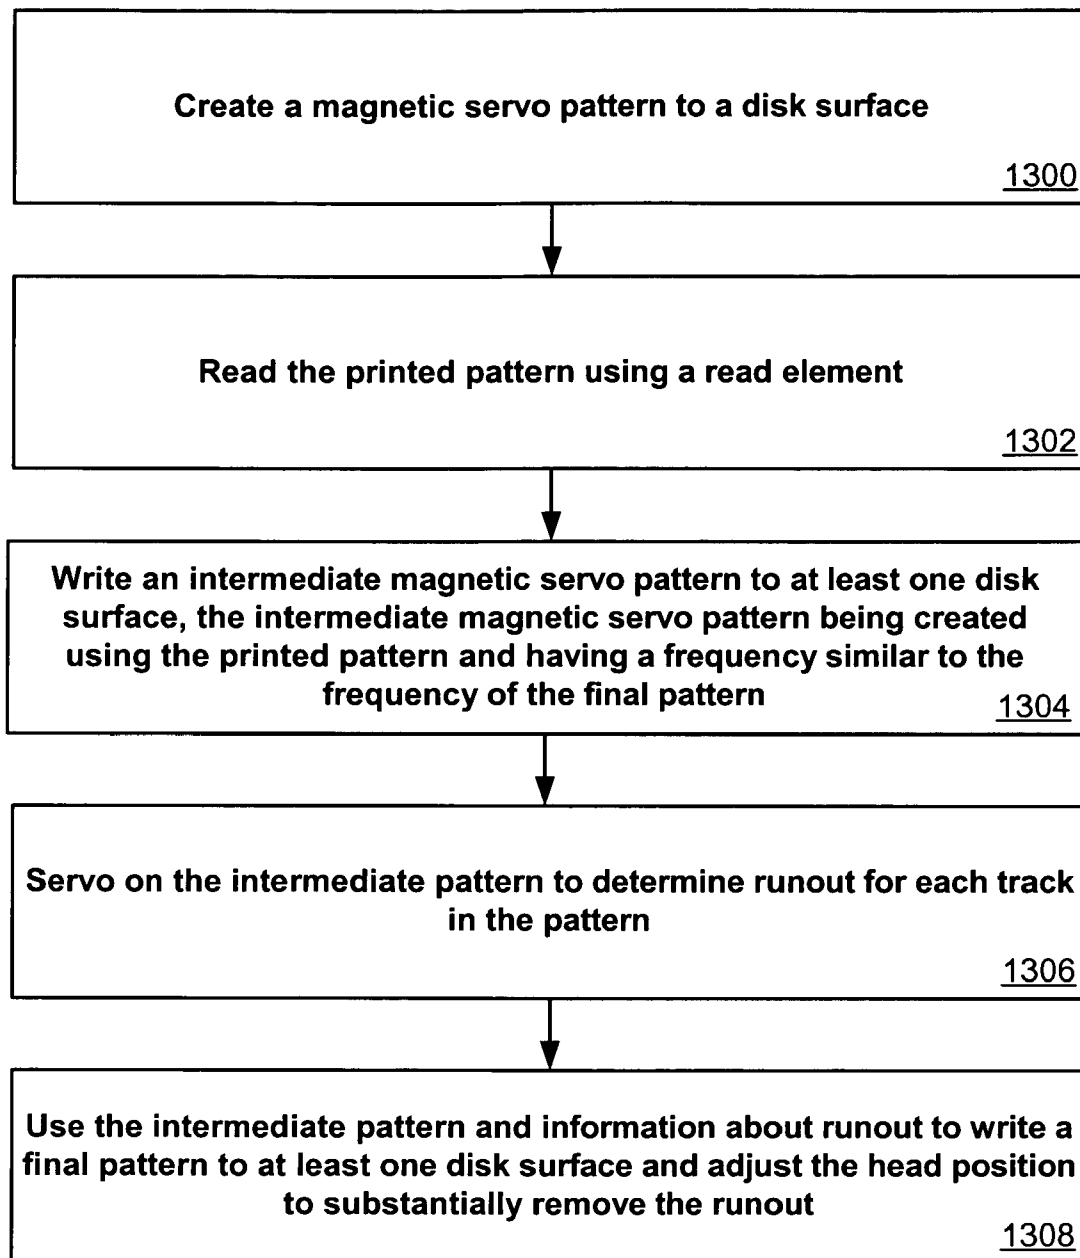 Create a magnetic servo pattern to a disk surface
1300
Read the printed pattern using a read element
1302
Write an intermediate magnetic servo pattern to at least one disk
surface, the intermediate magnetic servo pattern being created
using the printed pattern and having a frequency similar to the
frequency of the final pattern
1304
Servo on the intermediate pattern to determine runout for each track
in the pattern
1306
Use the intermediate pattern and information about runout to write a
final pattern to at least one disk surface and adjust the head position
to substantially remove the runout
1308